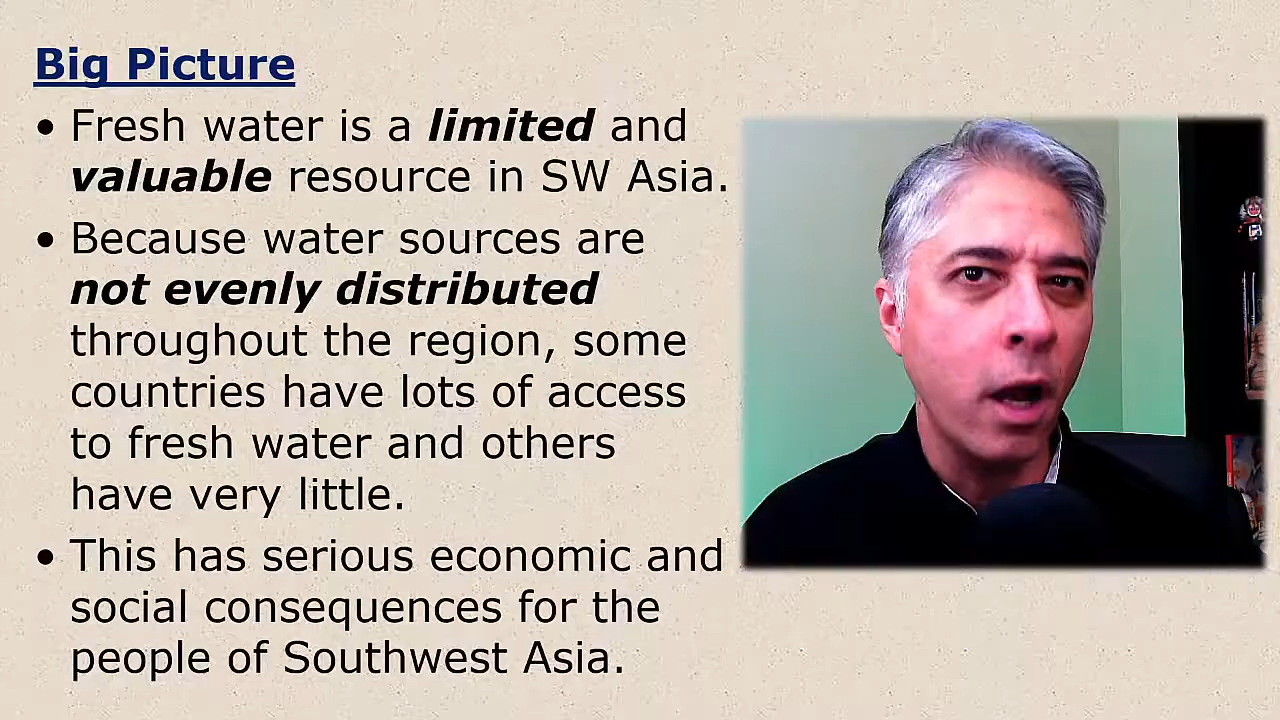 Big Picture
• Fresh water is a limited and
valuable resource in SW Asia.
• Because water sources are
not evenly distributed
throughout the region, some
countries have lots of access
to fresh water and others
have very little.
• This has serious economic and
social consequences for the
people of Southwest Asia.